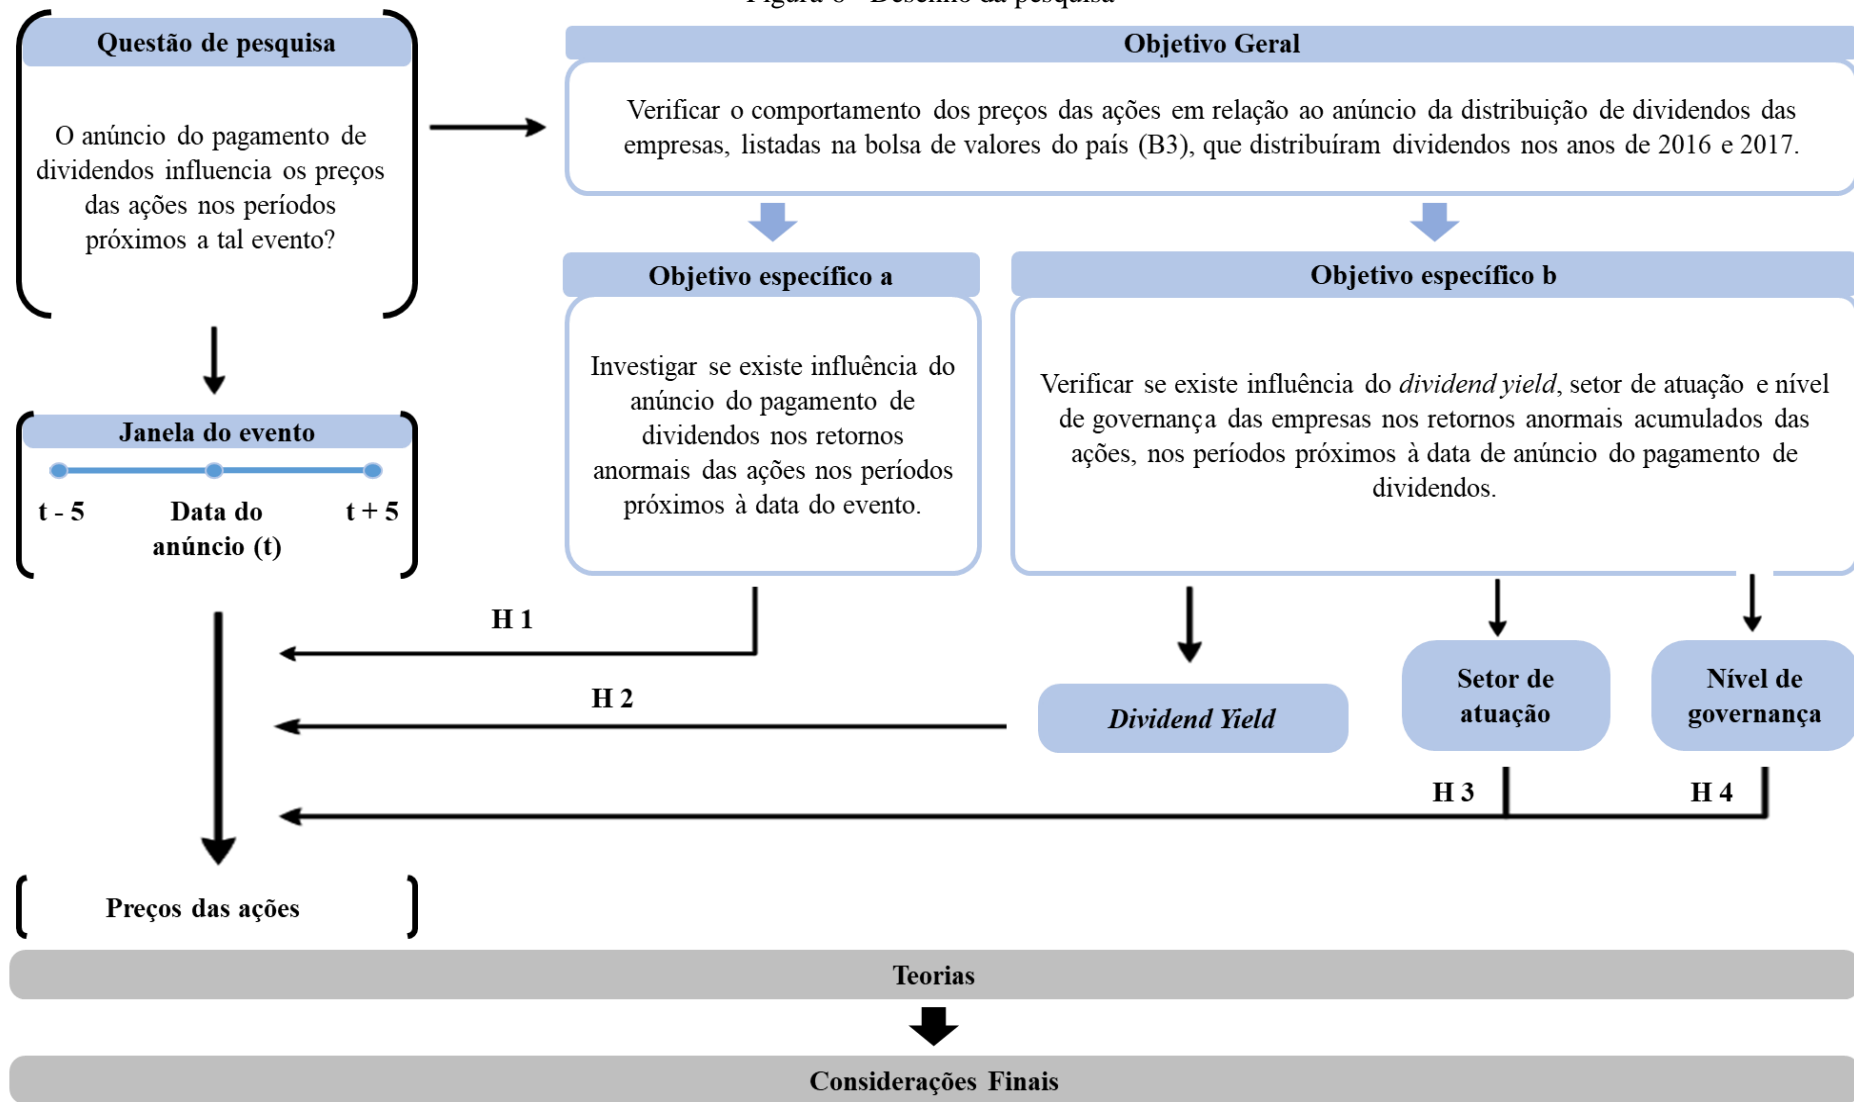 Figura 6 - Desenho da pesquisa
Questão de pesquisa
O anúncio do pagamento de
dividendos influencia os preços
das ações nos períodos
próximos a tal evento?
Objetivo Geral
Verificar o comportamento dos preços das ações em relação ao anúncio da distribuição de dividendos das
empresas, listadas na bolsa de valores do país (B3), que distribuíram dividendos nos anos de 2016 e 2017.
Objetivo específico a
Investigar se existe influência do
anúncio do pagamento de
dividendos nos retornos
anormais das ações nos períodos
próximos à data do evento.
Objetivo específico b
Verificar se existe influência do dividend yield, setor de atuação e nível
de governança das empresas nos retornos anormais acumulados das
ações, nos períodos próximos à data de anúncio do pagamento de
dividendos.
Janela do evento
t - 5
Data do
anúncio (t)
t + 5
H 1
H 2
Dividend Yield
Setor de
atuação
Nível de
governança
H 3
H 4
Preços das ações
Teorias
Considerações Finais